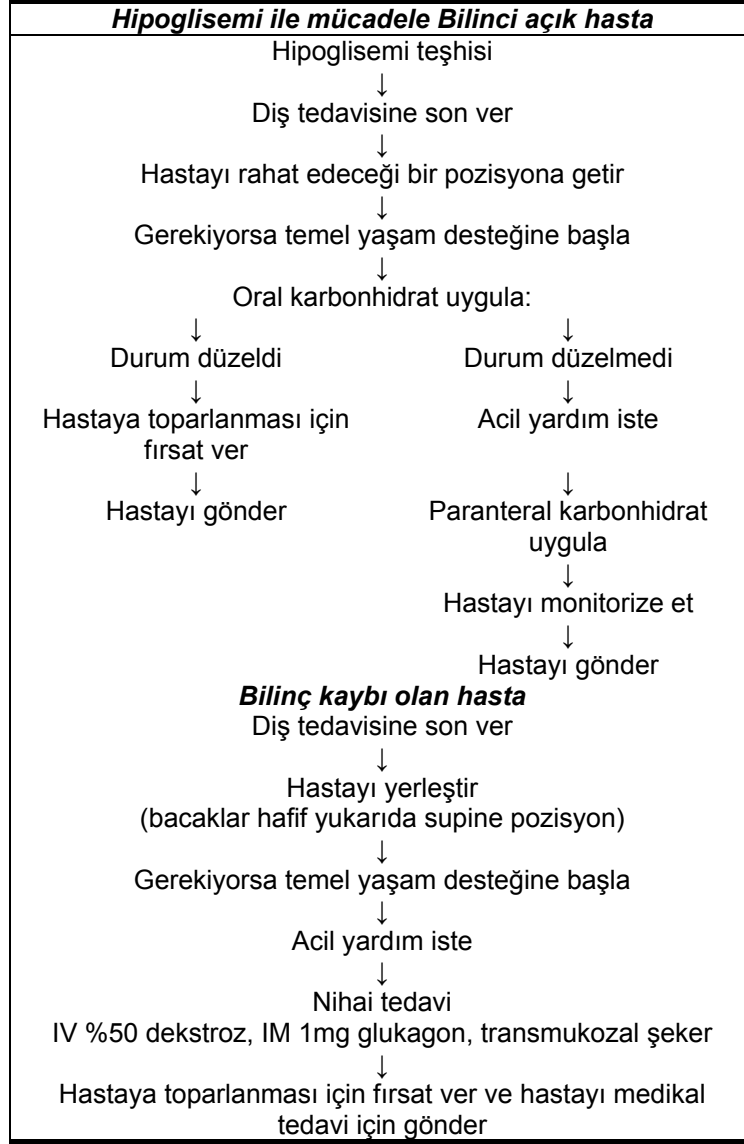 Hipoglisemi ile mücadele Bilinci açık hasta
Hipoglisemi teşhisi
↓
Diş tedavisine son ver
↓
Hastayı rahat edeceği bir pozisyona getir
↓
Gerekiyorsa temel yaşam desteğine başla
↓
Oral karbonhidrat uygula:
↓ ↓
Durum düzeldi Durum düzelmedi
↓ ↓
Hastaya toparlanması için Acil yardım iste
fırsat ver
↓ ↓
Hastayı gönder Paranteral karbonhidrat
uygula
↓
Hastayı monitorize et
↓
Hastayı gönder
Bilinç kaybı olan hasta
Diş tedavisine son ver
↓
Hastayı yerleştir
(bacaklar hafif yukarıda supine pozisyon)
↓
Gerekiyorsa temel yaşam desteğine başla
↓
Acil yardım iste
↓
Nihai tedavi
IV %50 dekstroz, IM 1mg glukagon, transmukozal şeker
↓
Hastaya toparlanması için fırsat ver ve hastayı medikal
tedavi için gönder